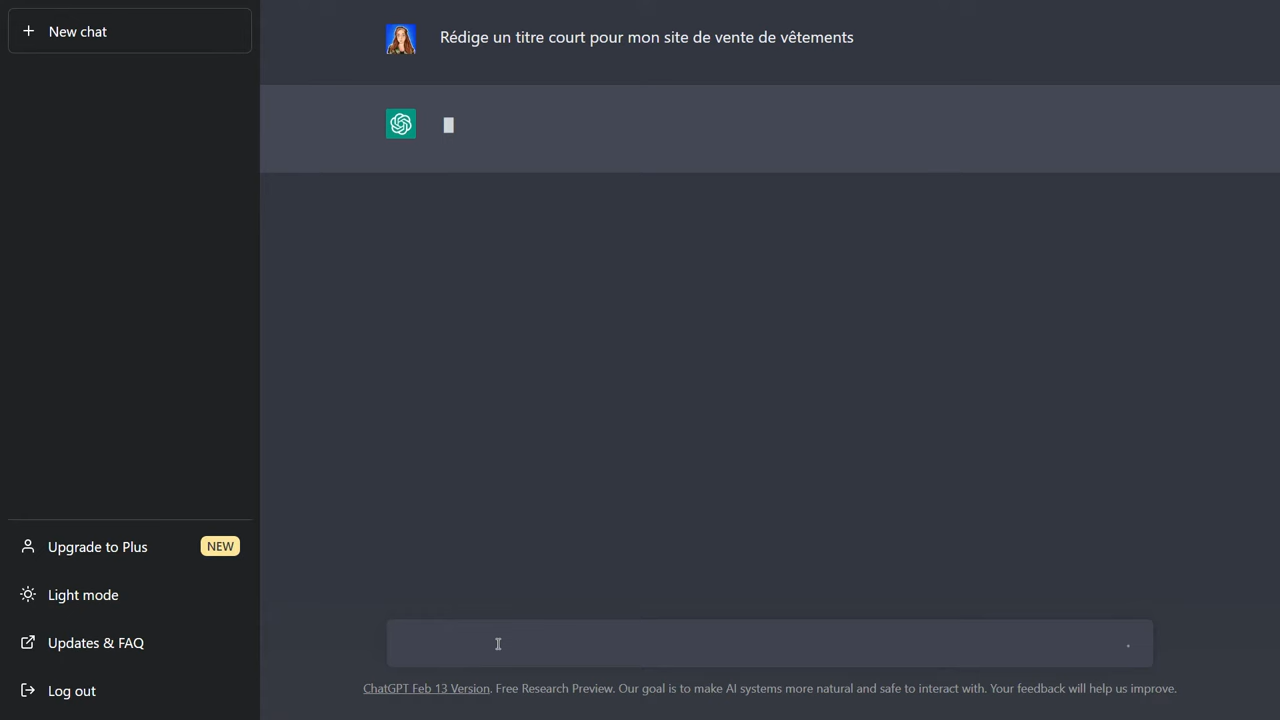 New chat
Rédige un titre court pour mon site de vente de vêtements
Upgrade to Plus NEW
Light mode
Updates & FAQ
Log out
ChatGPT Feb 13 Version. Free Research Preview. Our goal is to make AI systems more natural and safe to interact with. Your feedback will help us improve.